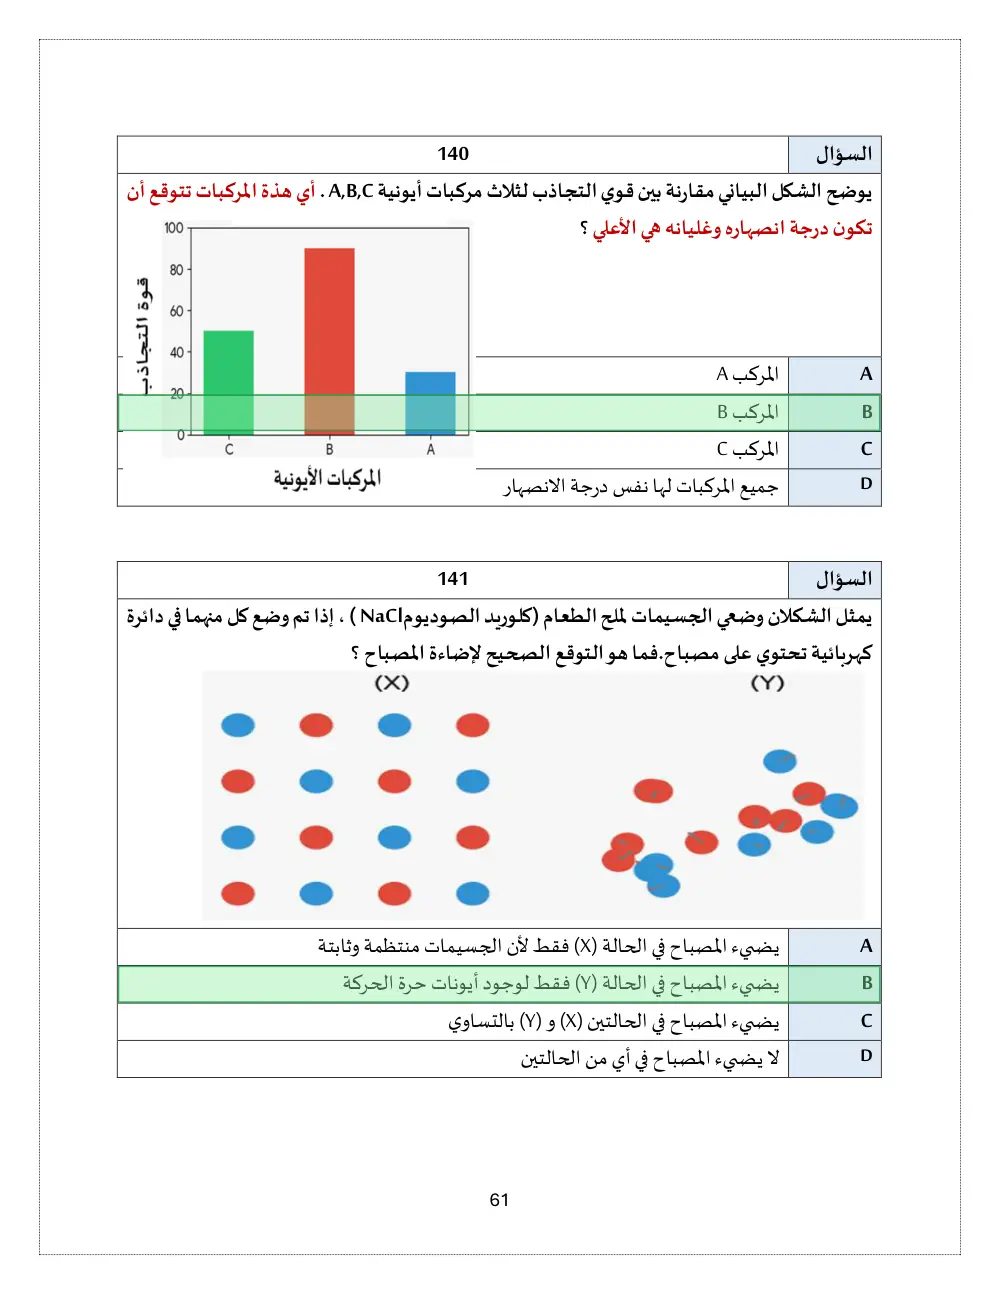 السؤال 140
يوضح الشكل البياني مقارنة بين قوي التجاذب لثلاث مركبات أيونية A,B,C . أي هذة المركبات تتوقع أن
تكون درجة انصهاره وغليانه هي الأعلي ؟
قوة التجاذب
100
80
60
40
20
0
C B A
المركبات الأيونية
A المركب A
B المركب B
C المركب C
D جميع المركبات لها نفس درجة الانصهار
السؤال 141
يمثل الشكلان وضعي الجسيمات لملح الطعام (كلوريد الصوديومNaCl ) ، إذا تم وضع كل منهما في دائرة
كهربائية تحتوي على مصباح.فما هو التوقع الصحيح لإضاءة المصباح ؟
(X) (Y)
A يضيء المصباح في الحالة (X) فقط لأن الجسيمات منتظمة وثابتة
B يضيء المصباح في الحالة (Y) فقط لوجود أيونات حرة الحركة
C يضيء المصباح في الحالتين (X) و (Y) بالتساوي
D لا يضيء المصباح في أي من الحالتين
61